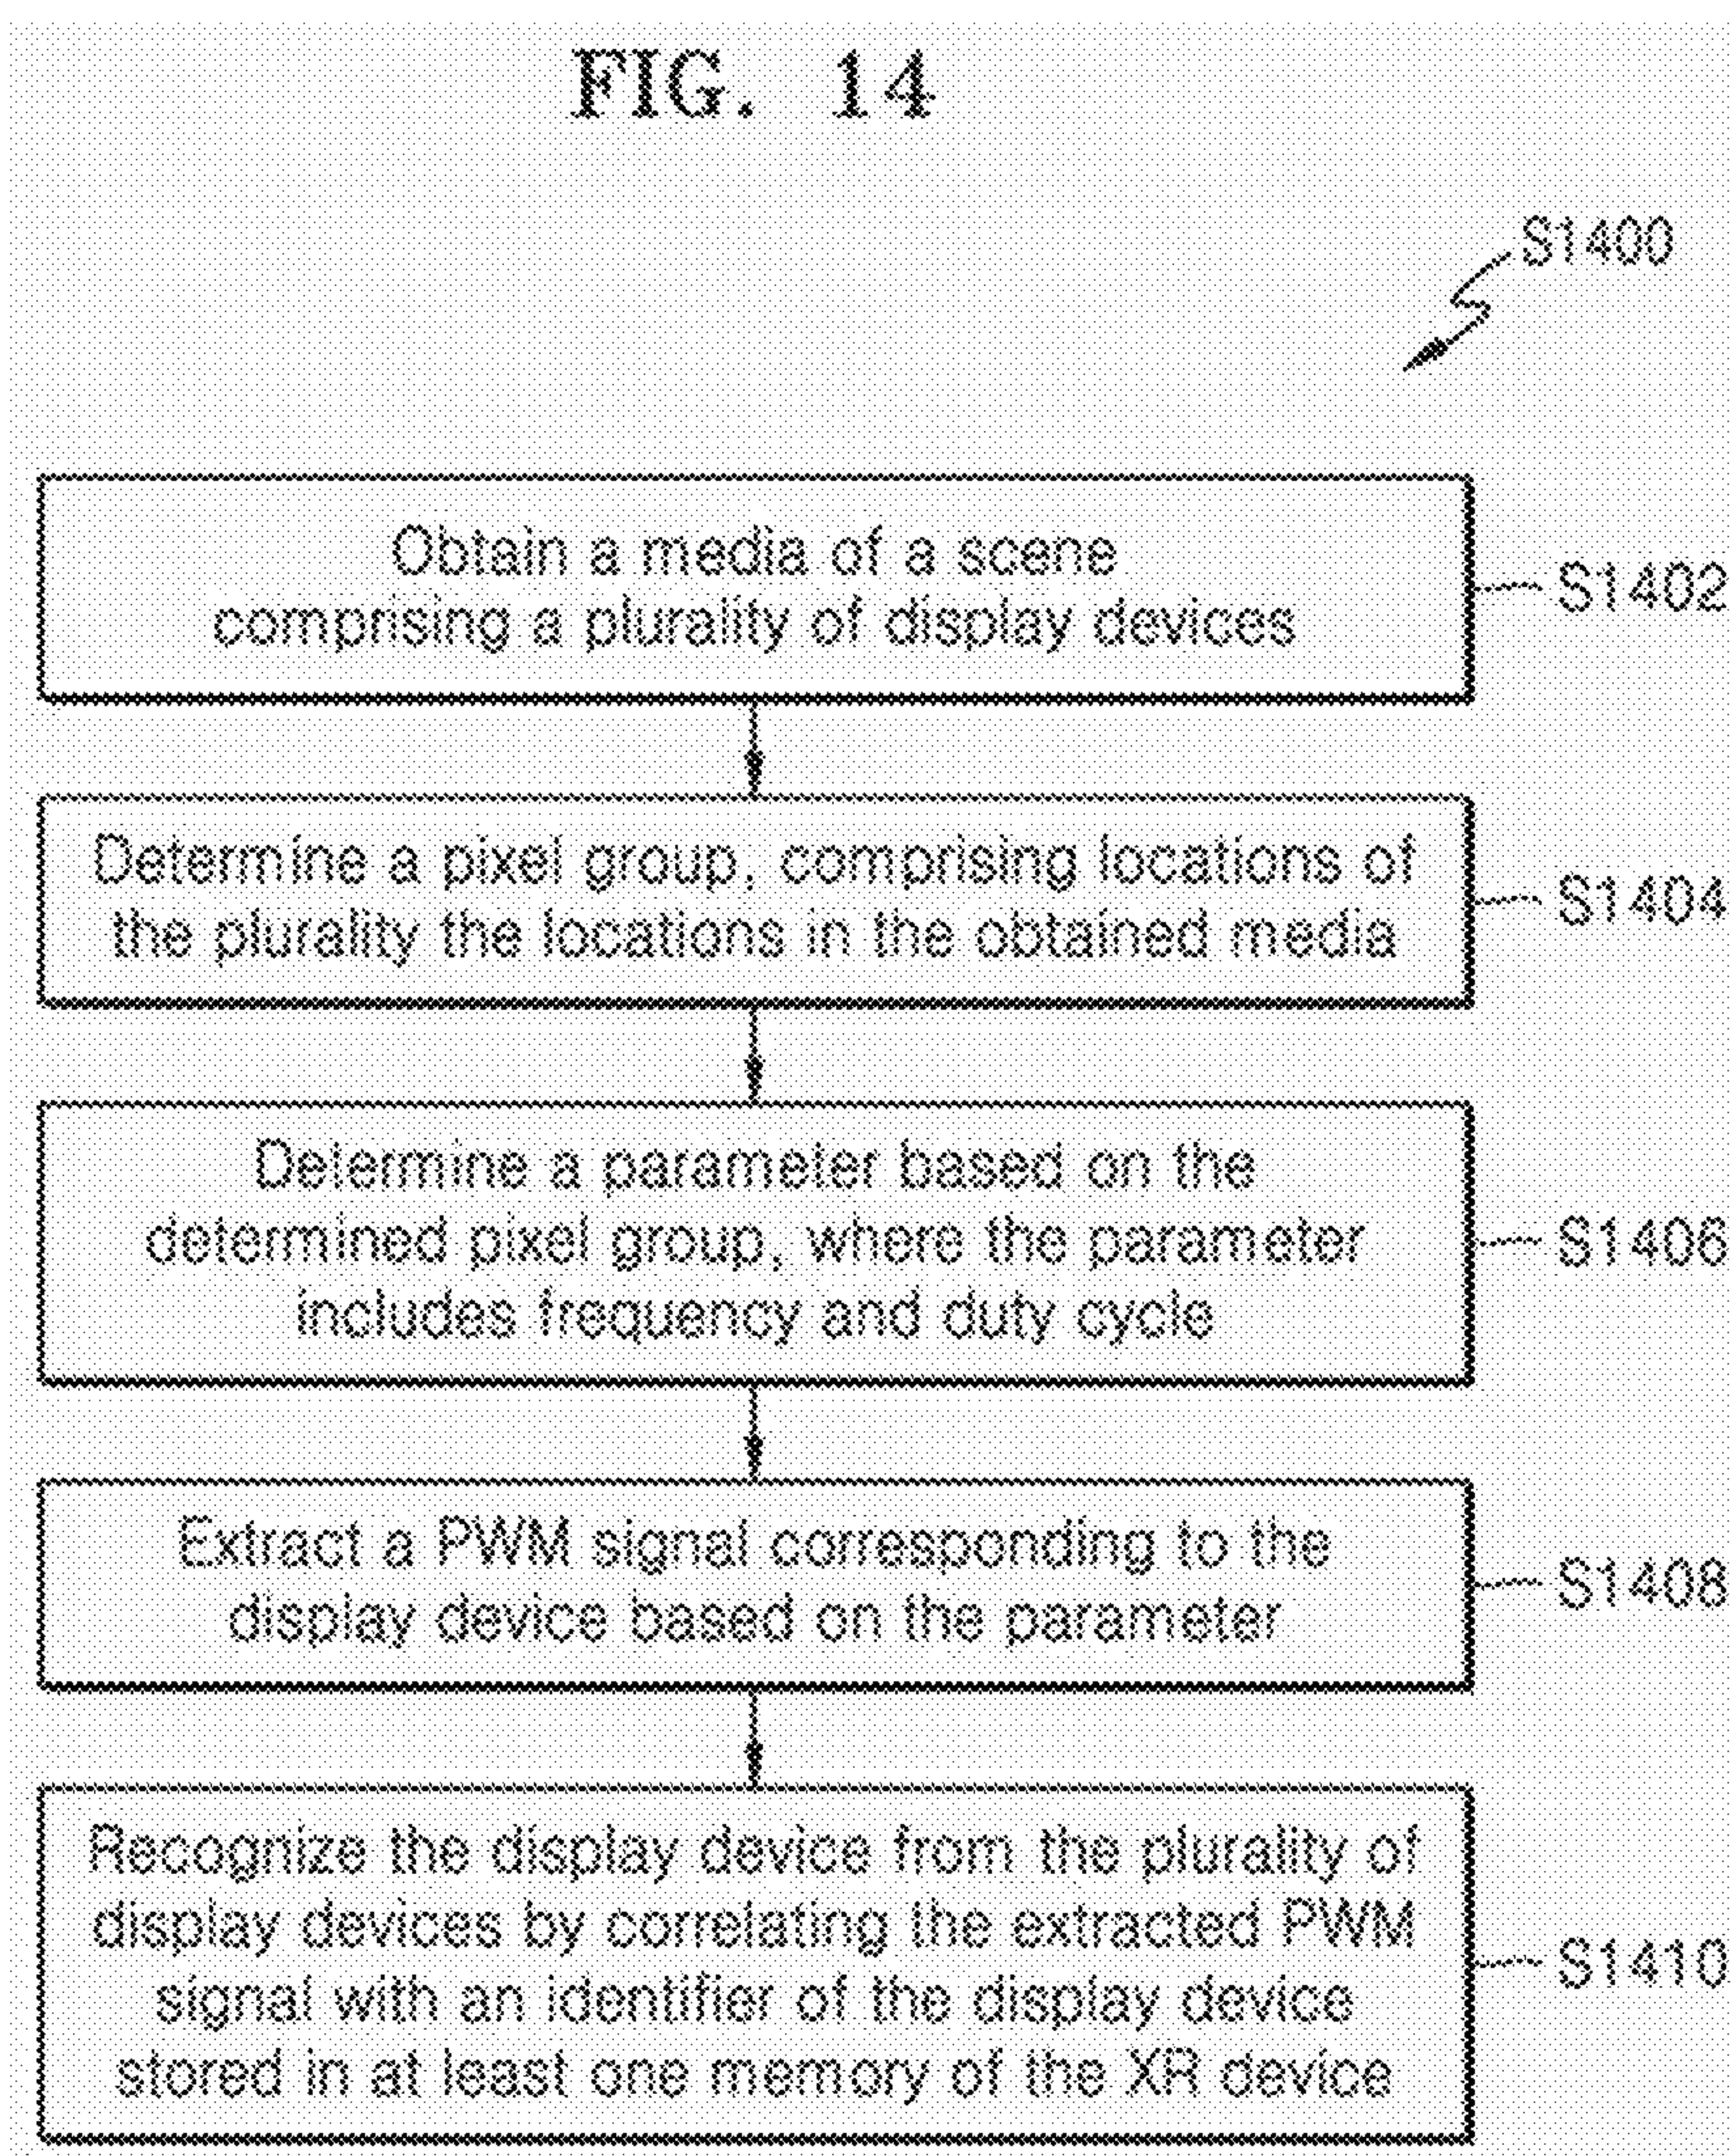 FIG. 14
S1400
Obtain a media of a scene
comprising a plurality of display devices
S1402
Determine a pixel group, comprising locations of
the plurality the locations in the obtained media
S1404
Determine a parameter based on the
determined pixel group, where the parameter
includes frequency and duty cycle
S1406
Extract a PWM signal corresponding to the
display device based on the parameter
S1408
Recognize the display device from the plurality of
display devices by correlating the extracted PWM
signal with an identifier of the display device
stored in at least one memory of the XR device
S1410